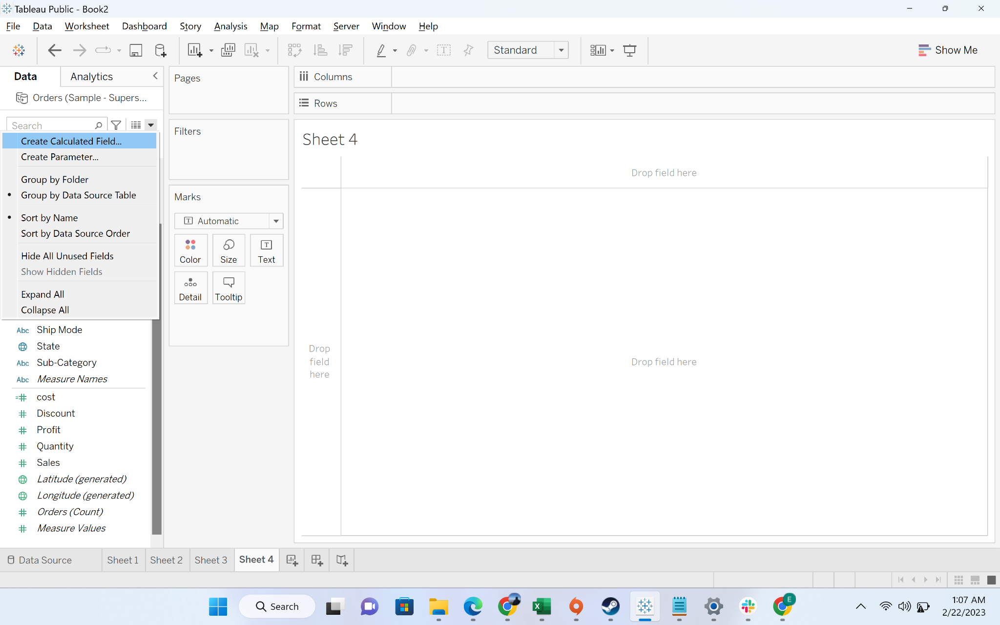 Tableau Public - Book2
File Data Worksheet Dashboard Story Analysis Map Format Server Window Help
Standard
Show Me
Data
Analytics
Orders (Sample - Supers...
Search
Create Calculated Field...
Create Parameter...
Group by Folder
Group by Data Source Table
Sort by Name
Sort by Data Source Order
Hide All Unused Fields
Show Hidden Fields
Expand All
Collapse All
Abc Ship Mode
State
Abc Sub-Category
Abc Measure Names
cost
Discount
Profit
Quantity
Sales
Latitude (generated)
Longitude (generated)
Orders (Count)
Measure Values
Pages
Filters
Marks
Automatic
Color Size Text
Detail Tooltip
Columns
Rows
Sheet 4
Drop field here
Drop
field
here
Drop field here
Data Source Sheet 1 Sheet 2 Sheet 3 Sheet 4
Search
1:07 AM
2/22/2023